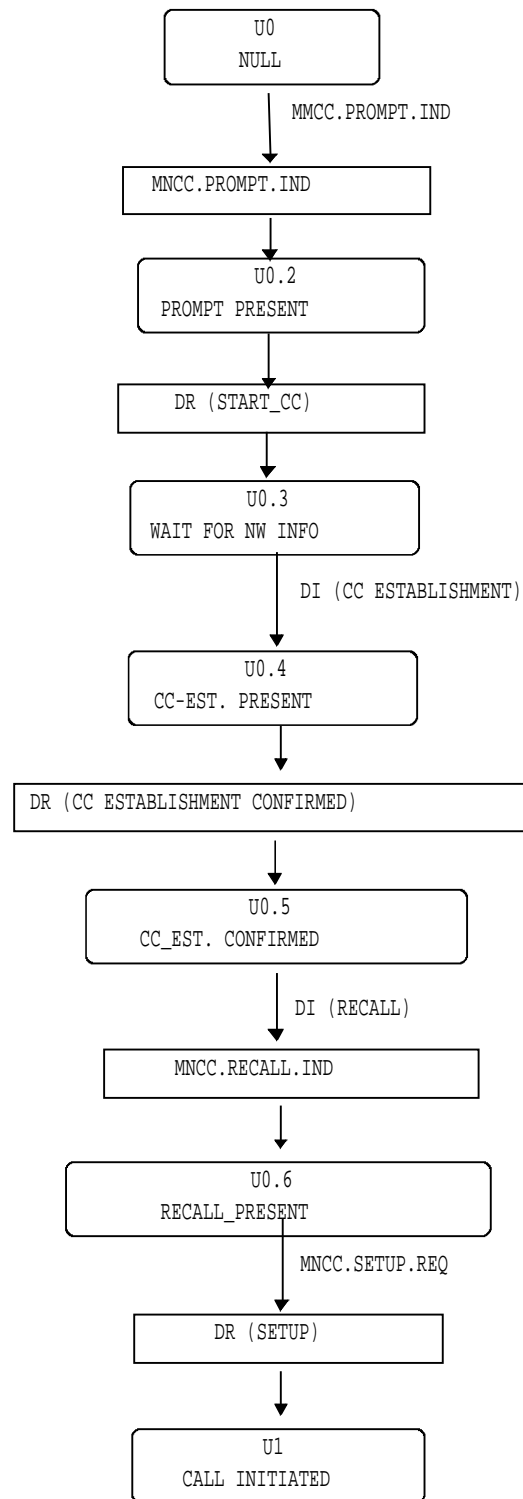 U0
NULL
MMCC.PROMPT.IND
MNCC.PROMPT.IND
U0.2
PROMPT PRESENT
DR (START_CC)
U0.3
WAIT FOR NW INFO
DI (CC ESTABLISHMENT)
U0.4
CC-EST. PRESENT
DR (CC ESTABLISHMENT CONFIRMED)
U0.5
CC_EST. CONFIRMED
DI (RECALL)
MNCC.RECALL.IND
U0.6
RECALL_PRESENT
MNCC.SETUP.REQ
DR (SETUP)
U1
CALL INITIATED